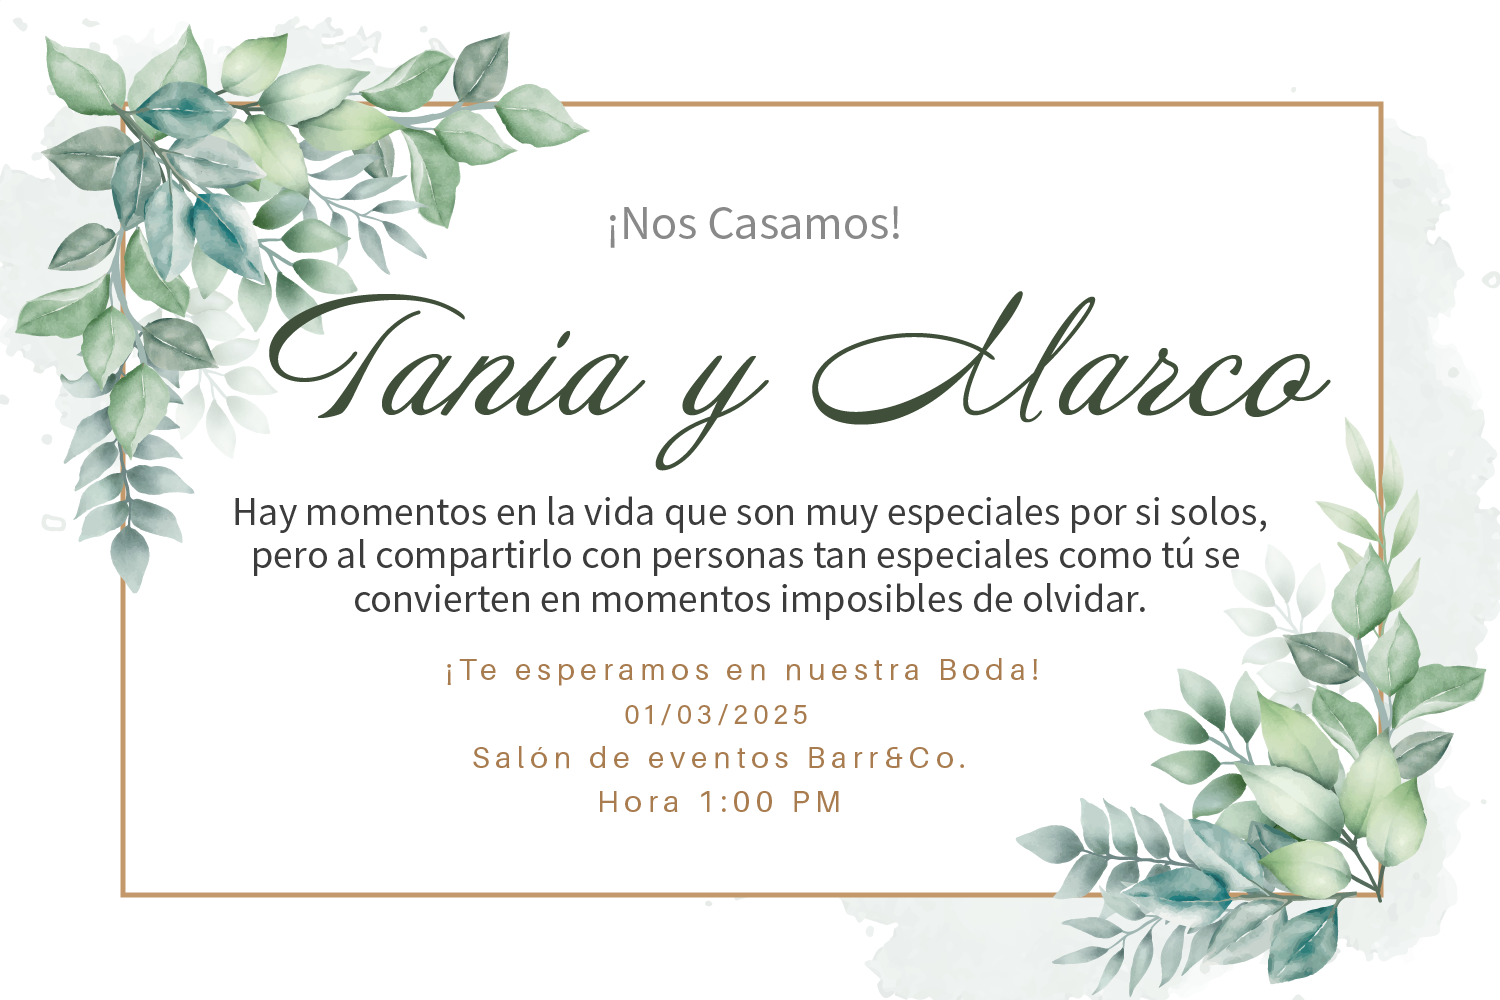 ¡Nos Casamos!
Tania y Marco
Hay momentos en la vida que son muy especiales por si solos,
pero al compartirlo con personas tan especiales como tú se
convierten en momentos imposibles de olvidar.
¡Te esperamos en nuestra Boda!
01/03/2025
Salón de eventos Barr&Co.
Hora 1:00 PM